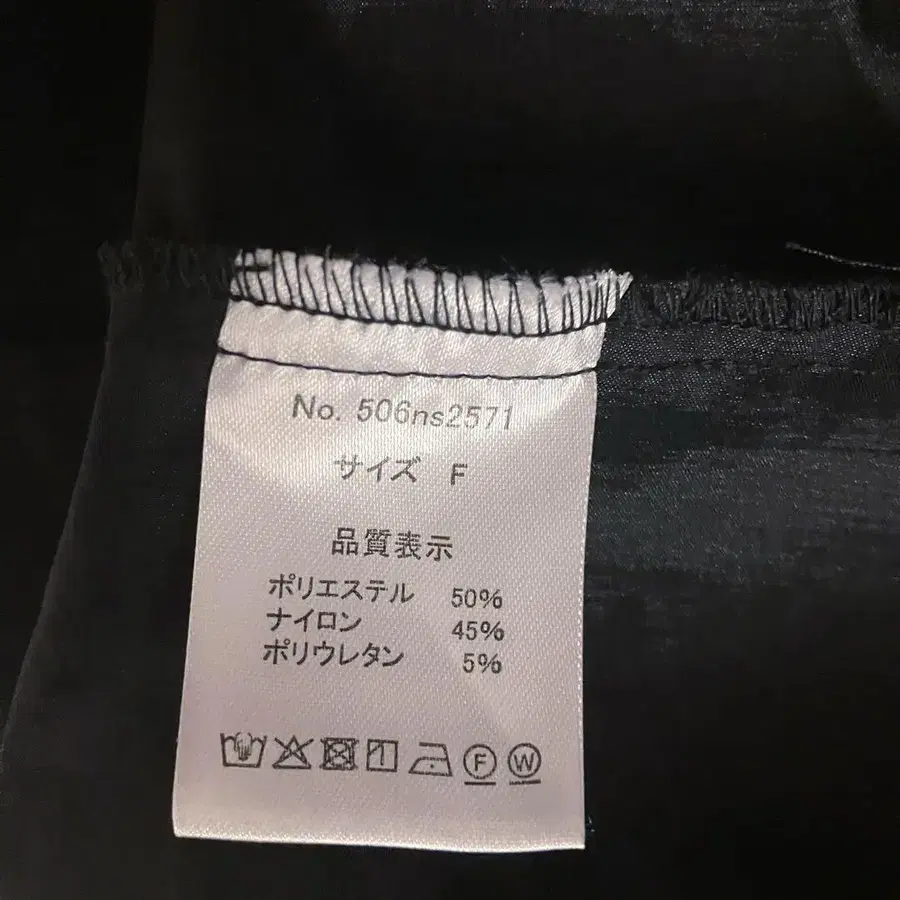 No. 506ns2571
サイズ F
品質表示
ポリエステル 50%
ナイロン 45%
ポリウレタン 5%
F W